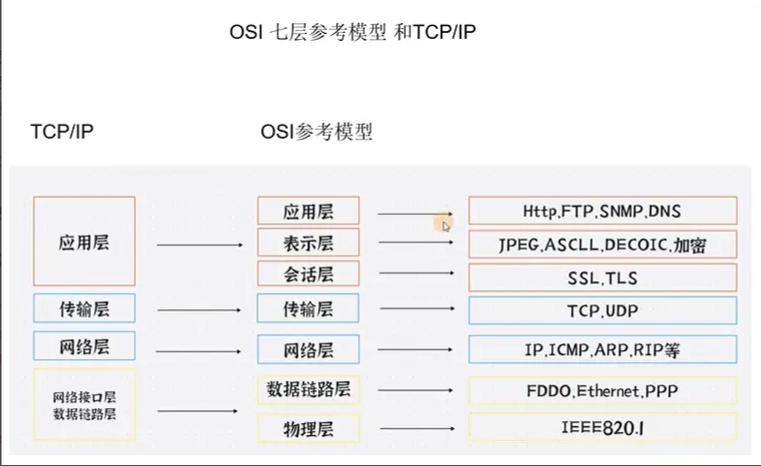 OSI 七层参考模型 和TCP/IP
TCP/IP
OSI参考模型
应用层
应用层
Http,FTP,SNMP,DNS
表示层
JPEG,ASCLL,DECOIC,加密
会话层
SSL,TLS
传输层
传输层
TCP,UDP
网络层
网络层
IP,ICMP,ARP,RIP等
网络接口层
数据链路层
数据链路层
FDDO,Ethernet,PPP
物理层
IEEE820.1